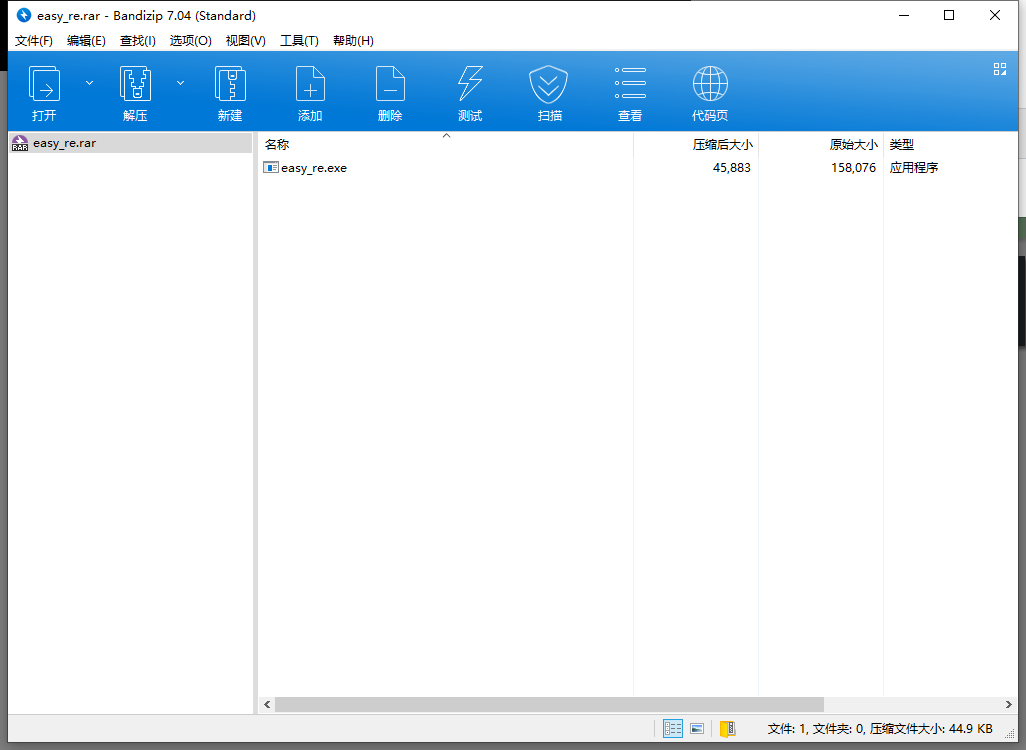 easy_re.rar - Bandizip 7.04 (Standard)
文件(F) 编辑(E) 查找(I) 选项(O) 视图(V) 工具(T) 帮助(H)
打开 解压 新建 添加 删除 测试 扫描 查看 代码页
RAR easy_re.rar
名称 压缩后大小 原始大小 类型
easy_re.exe 45,883 158,076 应用程序
文件: 1, 文件夹: 0, 压缩文件大小: 44.9 KB